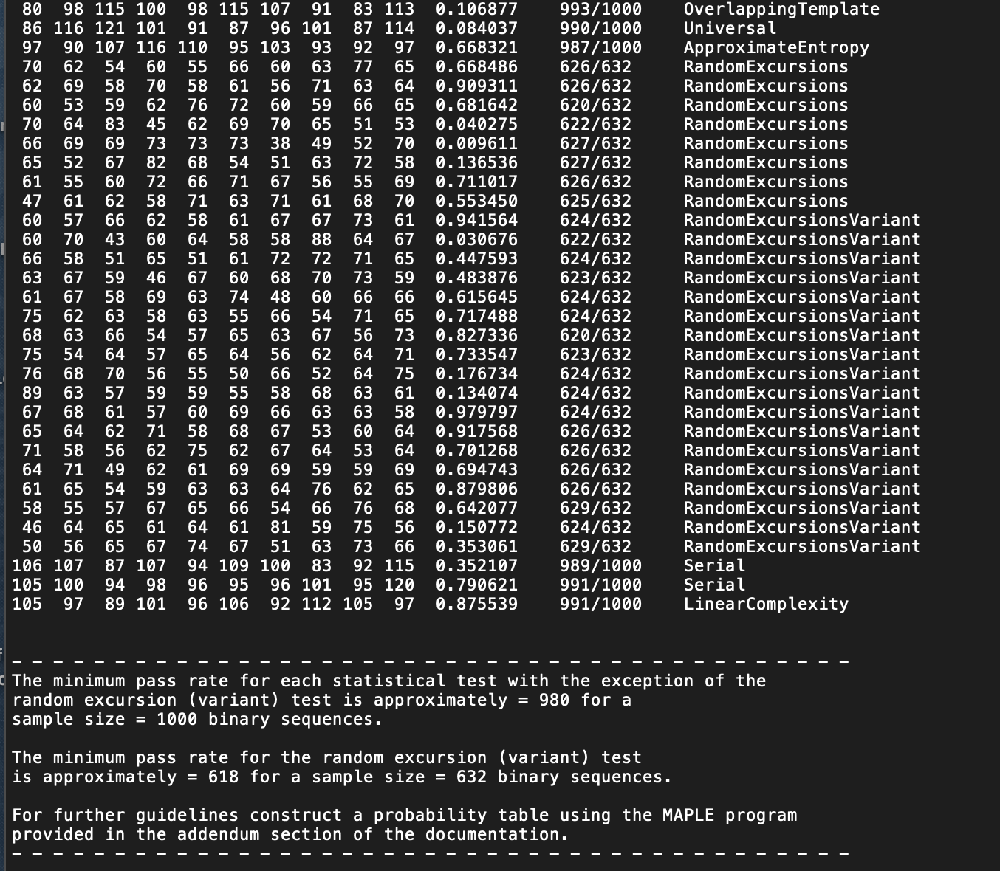 80 98 115 100 98 115 107 91 83 113 0.106877 993/1000 OverlappingTemplate
86 116 121 101 91 87 96 101 87 114 0.084037 990/1000 Universal
97 90 107 116 110 95 103 93 92 97 0.668321 987/1000 ApproximateEntropy
70 62 54 60 55 66 60 63 77 65 0.668486 626/632 RandomExcursions
62 69 58 70 58 61 56 71 63 64 0.909311 626/632 RandomExcursions
60 53 59 62 76 72 60 59 66 65 0.681642 620/632 RandomExcursions
70 64 83 45 62 69 70 65 51 53 0.040275 622/632 RandomExcursions
66 69 69 73 73 73 38 49 52 70 0.009611 627/632 RandomExcursions
65 52 67 82 68 54 51 63 72 58 0.136536 627/632 RandomExcursions
61 55 60 72 66 71 67 56 55 69 0.711017 626/632 RandomExcursions
47 61 62 58 71 63 71 61 68 70 0.553450 625/632 RandomExcursions
60 57 66 62 58 61 67 67 73 61 0.941564 624/632 RandomExcursionsVariant
60 70 43 60 64 58 58 88 64 67 0.030676 622/632 RandomExcursionsVariant
66 58 51 65 51 61 72 72 71 65 0.447593 624/632 RandomExcursionsVariant
63 67 59 46 67 60 68 70 73 59 0.483876 623/632 RandomExcursionsVariant
61 67 58 69 63 74 48 60 66 66 0.615645 624/632 RandomExcursionsVariant
75 62 63 58 63 55 66 54 71 65 0.717488 624/632 RandomExcursionsVariant
68 63 66 54 57 65 63 67 56 73 0.827336 620/632 RandomExcursionsVariant
75 54 64 57 65 64 56 62 64 71 0.733547 623/632 RandomExcursionsVariant
76 68 70 56 55 50 66 52 64 75 0.176734 624/632 RandomExcursionsVariant
89 63 57 59 59 55 58 68 63 61 0.134074 624/632 RandomExcursionsVariant
67 68 61 57 60 69 66 63 63 58 0.979797 624/632 RandomExcursionsVariant
65 64 62 71 58 68 67 53 60 64 0.917568 626/632 RandomExcursionsVariant
71 58 56 62 75 62 67 64 53 64 0.701268 626/632 RandomExcursionsVariant
64 71 49 62 61 69 69 59 59 69 0.694743 626/632 RandomExcursionsVariant
61 65 54 59 63 63 64 76 62 65 0.879806 626/632 RandomExcursionsVariant
58 55 57 67 65 66 54 66 76 68 0.642077 629/632 RandomExcursionsVariant
46 64 65 61 64 61 81 59 75 56 0.150772 624/632 RandomExcursionsVariant
50 56 65 67 74 67 51 63 73 66 0.353061 629/632 RandomExcursionsVariant
106 107 87 107 94 109 100 83 92 115 0.352107 989/1000 Serial
105 100 94 98 96 95 96 101 95 120 0.790621 991/1000 Serial
105 97 89 101 96 106 92 112 105 97 0.875539 991/1000 LinearComplexity
- - - - - - - - - - - - - - - - - - - - - - - - - - - - - - - - - - - - - - - - -
The minimum pass rate for each statistical test with the exception of the
random excursion (variant) test is approximately = 980 for a
sample size = 1000 binary sequences.
The minimum pass rate for the random excursion (variant) test
is approximately = 618 for a sample size = 632 binary sequences.
For further guidelines construct a probability table using the MAPLE program
provided in the addendum section of the documentation.
- - - - - - - - - - - - - - - - - - - - - - - - - - - - - - - - - - - - - - - - -